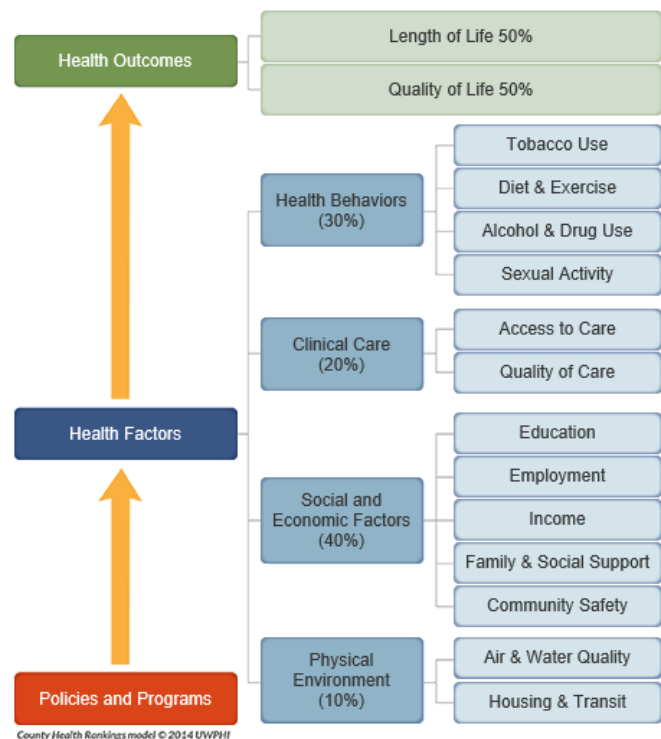 Health Outcomes
Length of Life 50%
Quality of Life 50%
Health Behaviors
(30%)
Tobacco Use
Diet & Exercise
Alcohol & Drug Use
Sexual Activity
Clinical Care
(20%)
Access to Care
Quality of Care
Health Factors
Social and
Economic Factors
(40%)
Education
Employment
Income
Family & Social Support
Community Safety
Physical
Environment
(10%)
Air & Water Quality
Housing & Transit
Policies and Programs
County Health Rankings model © 2014 UWPHI